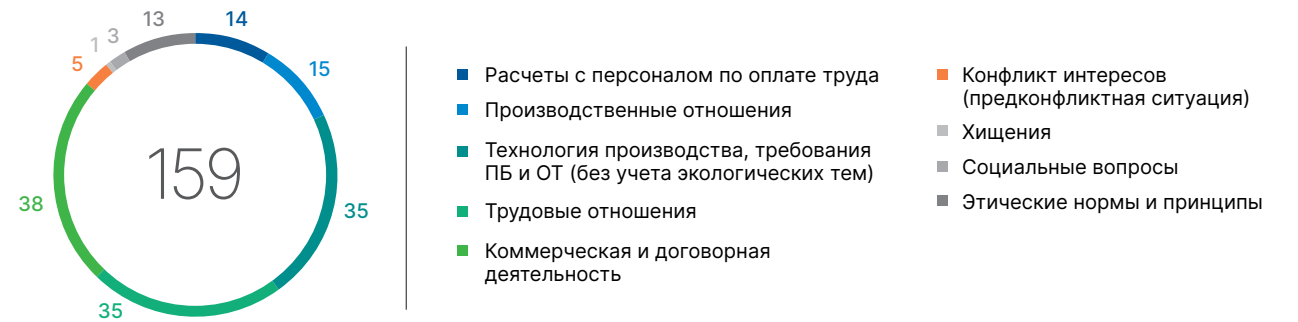 13
14
3
1
5
15
159
38
35
35
Расчеты с персоналом по оплате труда
Производственные отношения
Технология производства, требования
ПБ и ОТ (без учета экологических тем)
Трудовые отношения
Коммерческая и договорная
деятельность
Конфликт интересов
(предконфликтная ситуация)
Хищения
Социальные вопросы
Этические нормы и принципы